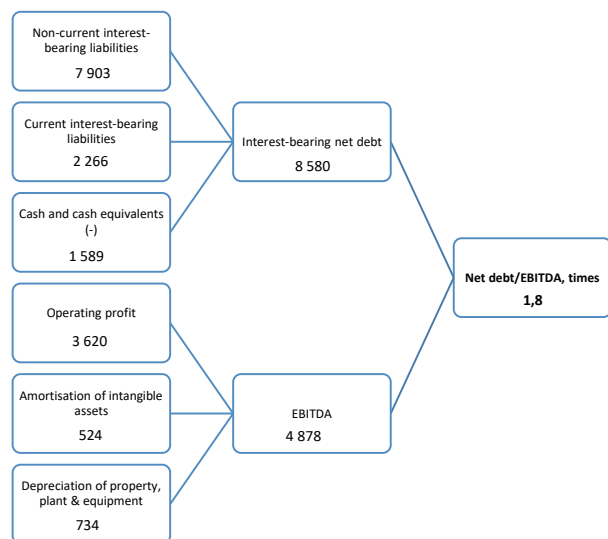 Non-current interest-
bearing liabilities
7 903
Current interest-bearing
liabilities
2 266
Cash and cash equivalents
(-)
1 589
Interest-bearing net debt
8 580
Operating profit
3 620
Amortisation of intangible
assets
524
Depreciation of property,
plant & equipment
734
EBITDA
4 878
Net debt/EBITDA, times
1,8